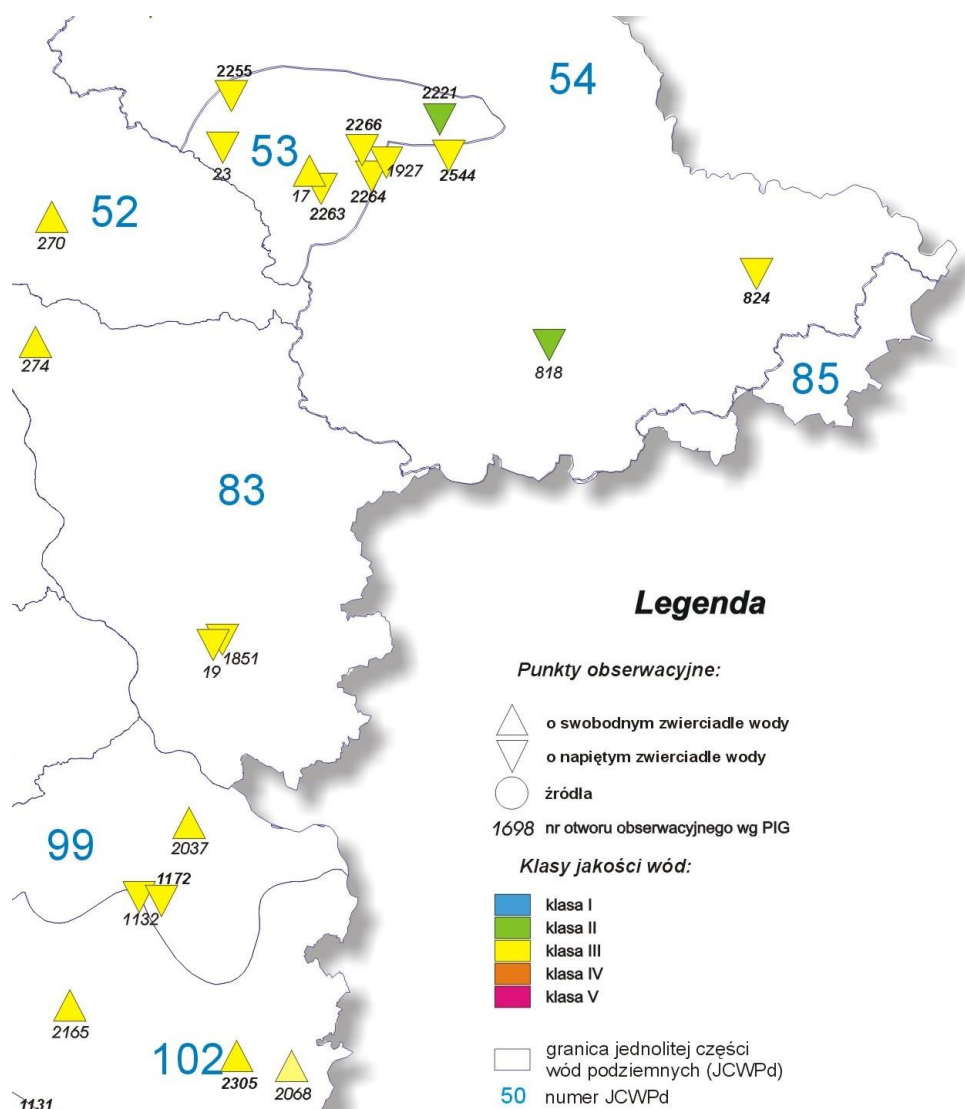 2255
54
2221
2266
53
23
1927
2544
17
2264
2263
52
270
824
274
818
85
83
Legenda
1851
19
Punkty obserwacyjne:
o swobodnym zwierciadle wody
o napiętym zwierciadle wody
źródła
1698 nr otworu obserwacyjnego wg PIG
99
2037
1172
1132
Klasy jakości wód:
klasa I
klasa II
klasa III
klasa IV
klasa V
2165
102
2305
2068
granica jednolitej części
wód podziemnych (JCWPd)
50 numer JCWPd
1131